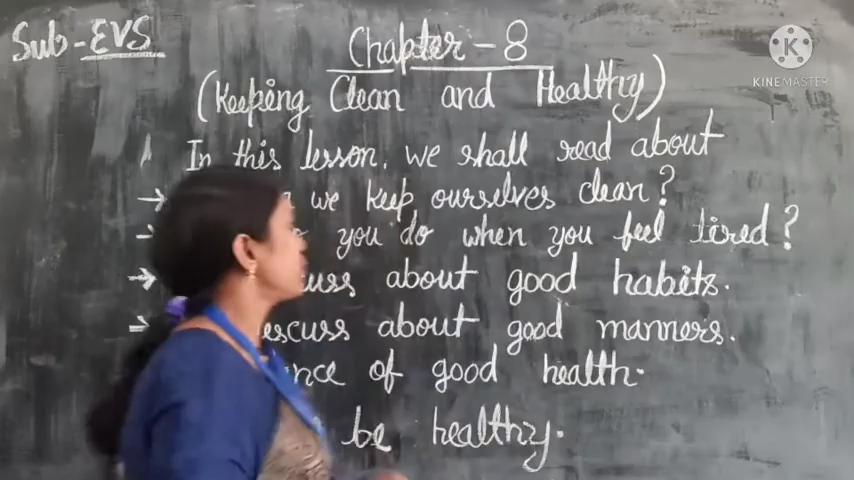 Sub-EVS
Chapter-8
(Keeping Clean and Healthy)
In this lesson, we shall read about
→ we keep ourselves clean?
→ you do when you feel tired?
→ about good habits.
→ about good manners.
of good health.
be healthy.
K
KINEMASTER